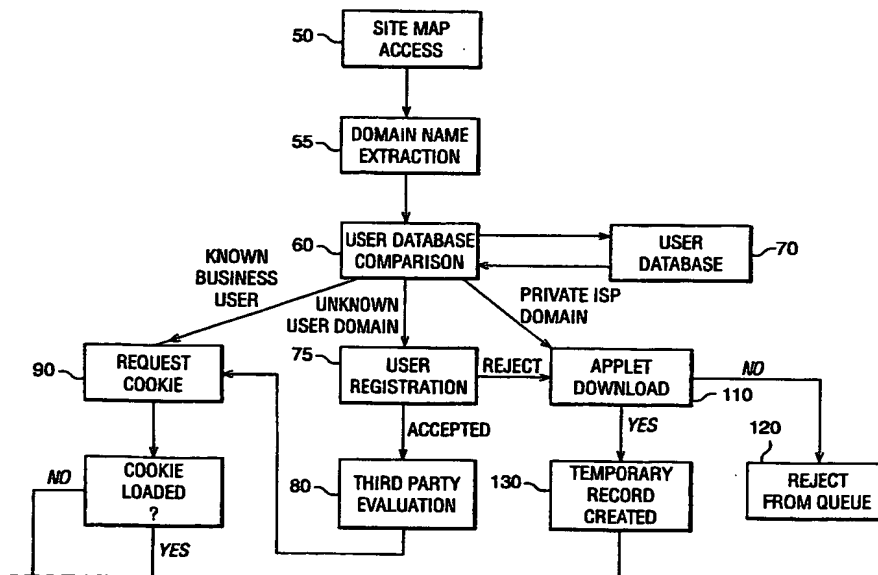 50
SITE MAP
ACCESS
55
DOMAIN NAME
EXTRACTION
60
USER DATABASE
COMPARISON
USER
DATABASE
70
KNOWN
BUSINESS
USER
UNKNOWN
USER DOMAIN
PRIVATE ISP
DOMAIN
90
REQUEST
COOKIE
75
USER
REGISTRATION
REJECT
APPLET
DOWNLOAD
110
NO
ACCEPTED
YES
120
NO
COOKIE
LOADED
?
80
THIRD PARTY
EVALUATION
130
TEMPORARY
RECORD
CREATED
REJECT
FROM QUEUE
YES